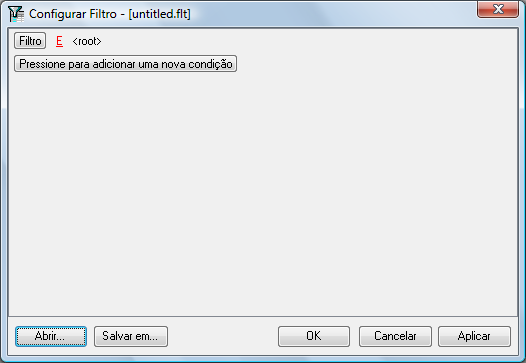 Configurar Filtro - [untitled.flt]
Filtro E <root>
Pressione para adicionar uma nova condição
Abrir... Salvar em... OK Cancelar Aplicar